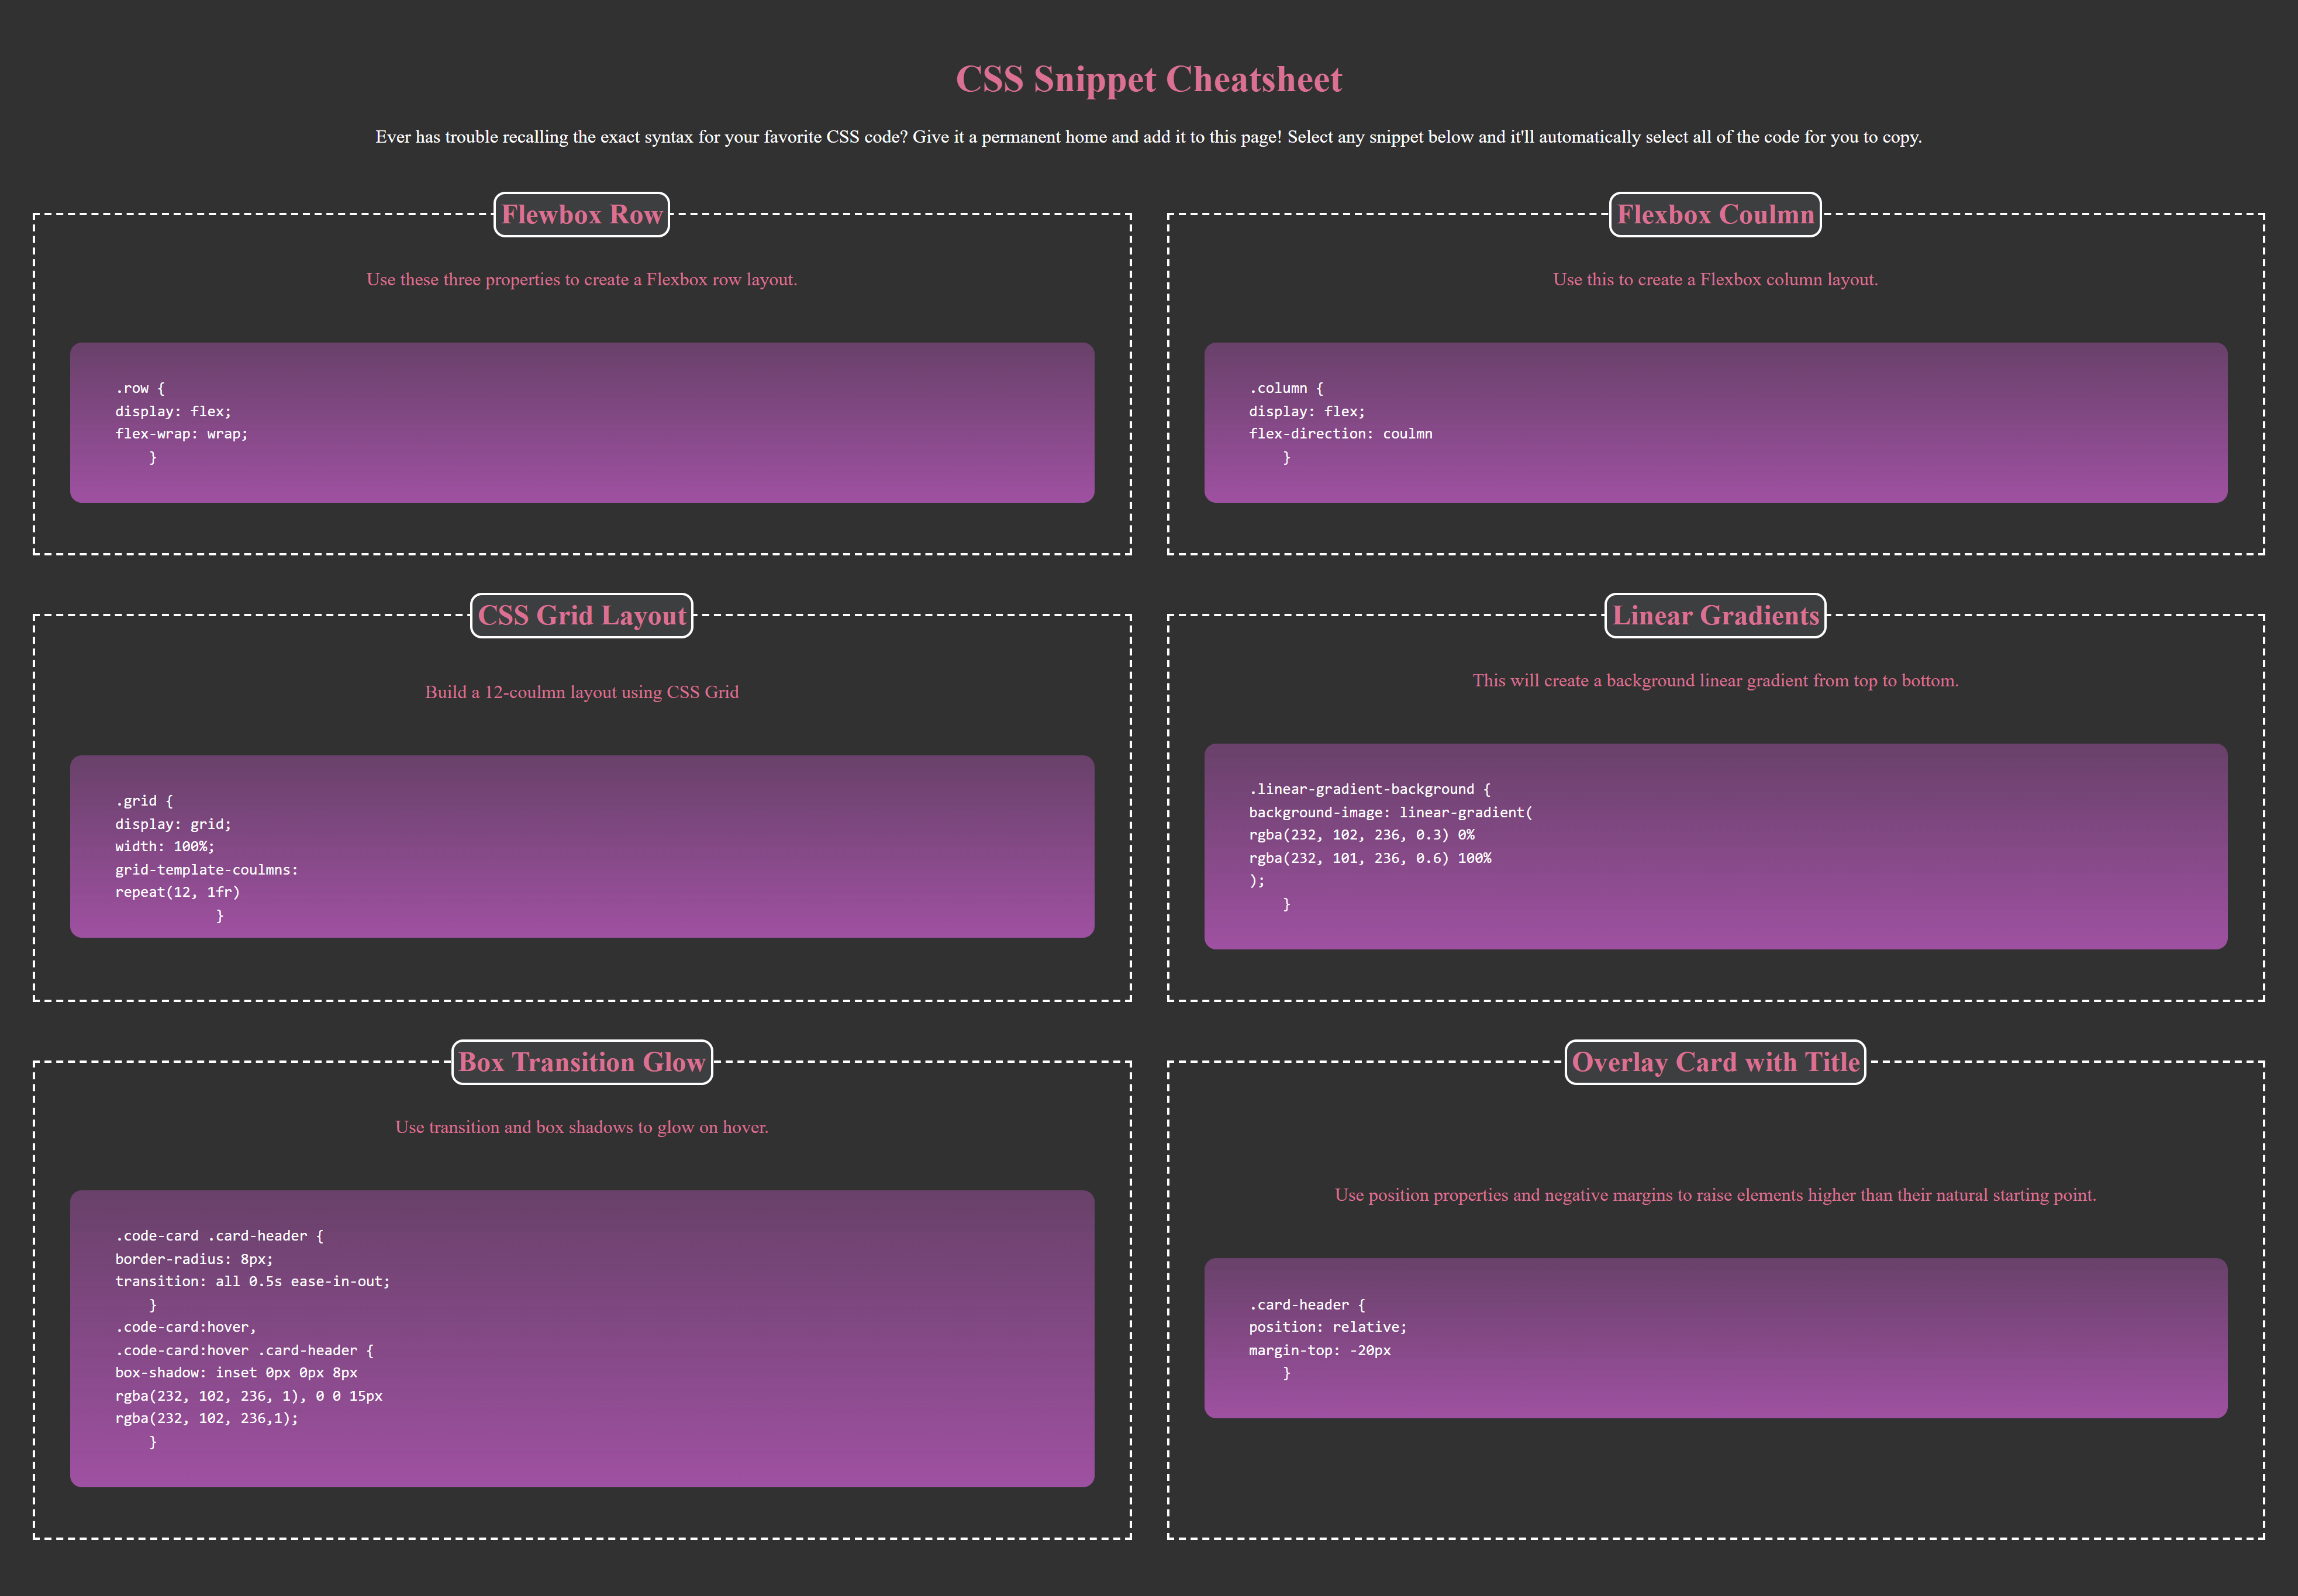 CSS Snippet Cheatsheet
Ever has trouble recalling the exact syntax for your favorite CSS code? Give it a permanent home and add it to this page! Select any snippet below and it'll automatically select all of the code for you to copy.
Flewbox Row
Use these three properties to create a Flexbox row layout.
.row {
display: flex;
flex-wrap: wrap;
}
Flexbox Coulmn
Use this to create a Flexbox column layout.
.column {
display: flex;
flex-direction: coulmn
}
CSS Grid Layout
Build a 12-coulmn layout using CSS Grid
.grid {
display: grid;
width: 100%;
grid-template-coulmns:
repeat(12, 1fr)
}
Linear Gradients
This will create a background linear gradient from top to bottom.
.linear-gradient-background {
background-image: linear-gradient(
rgba(232, 102, 236, 0.3) 0%
rgba(232, 101, 236, 0.6) 100%
);
}
Box Transition Glow
Use transition and box shadows to glow on hover.
.code-card .card-header {
border-radius: 8px;
transition: all 0.5s ease-in-out;
}
.code-card:hover,
.code-card:hover .card-header {
box-shadow: inset 0px 0px 8px
rgba(232, 102, 236, 1), 0 0 15px
rgba(232, 102, 236,1);
}
Overlay Card with Title
Use position properties and negative margins to raise elements higher than their natural starting point.
.card-header {
position: relative;
margin-top: -20px
}